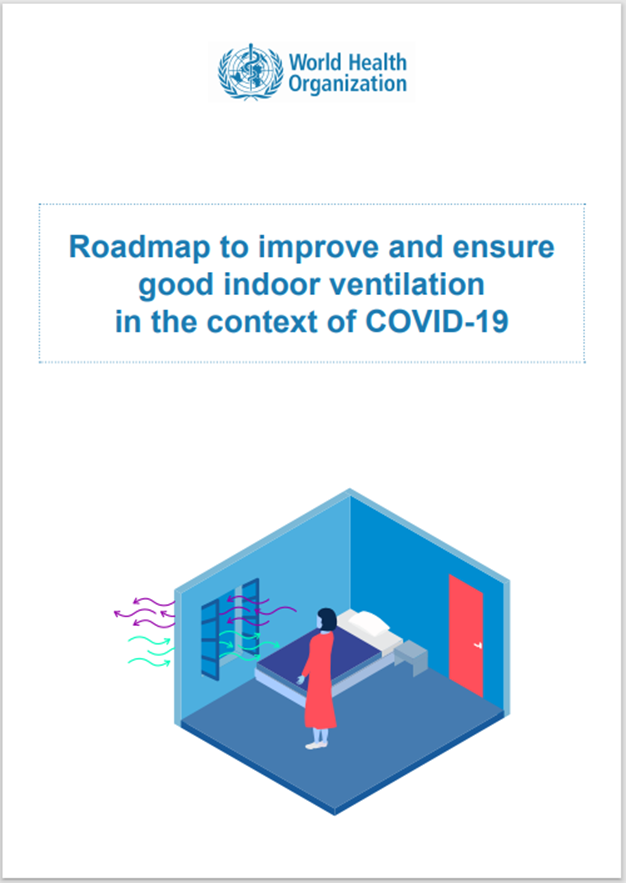 World Health
Organization
Roadmap to improve and ensure
good indoor ventilation
in the context of COVID-19